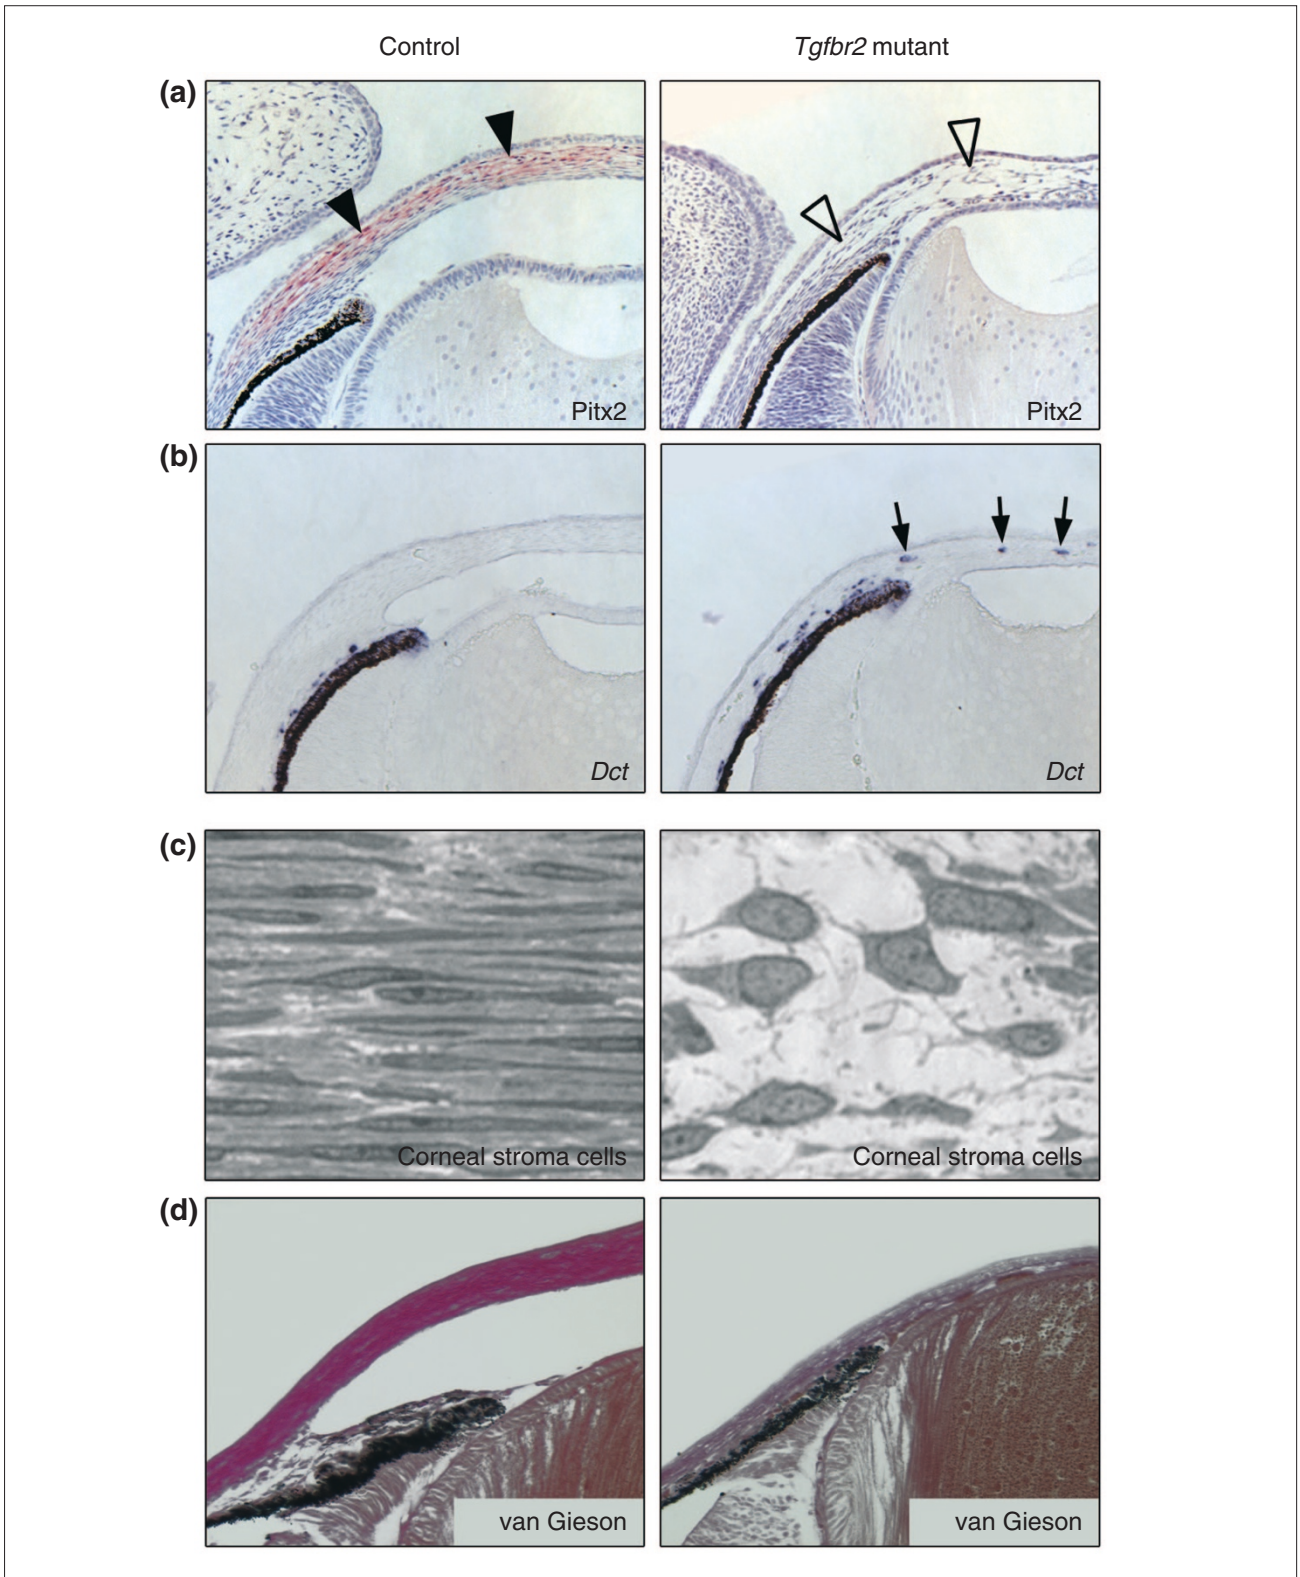 Control
Tgfbr2 mutant
(a)
Pitx2
Pitx2
(b)
Dct
Dct
(c)
Corneal stroma cells
Corneal stroma cells
(d)
van Gieson
van Gieson